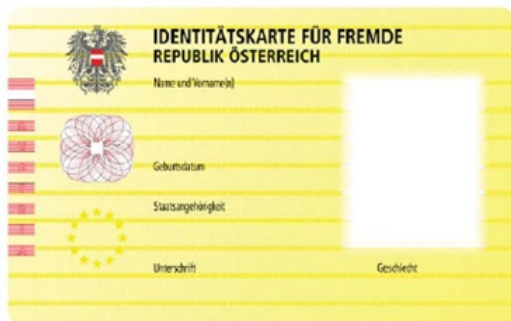 IDENTITÄTSKARTE FÜR FREMDE
REPUBLIK ÖSTERREICH
Name und Vorname(n)
Geburtsdatum
Staatsangehörigkeit
Unterschrift
Geschlecht